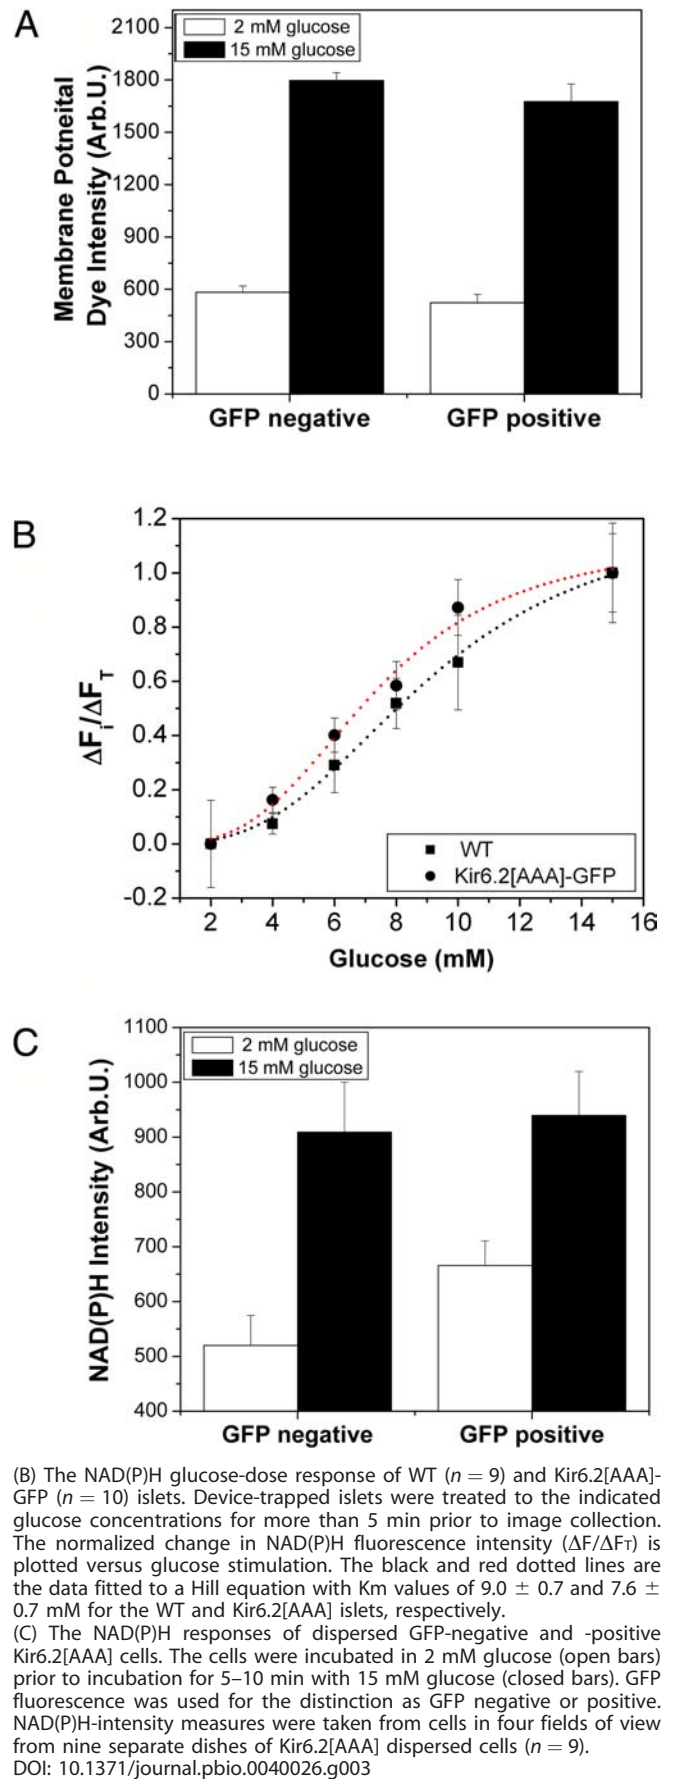 A
2 mM glucose
15 mM glucose
Membrane Potneital
Dye Intensity (Arb.U.)
2100
1800
1500
1200
900
600
300
0
GFP negative GFP positive
B
ΔFi/ΔFT
1.2
1.0
0.8
0.6
0.4
0.2
0.0
-0.2
WT
Kir6.2[AAA]-GFP
2 4 6 8 10 12 14 16
Glucose (mM)
C
2 mM glucose
15 mM glucose
NAD(P)H Intensity (Arb.U.)
1100
1000
900
800
700
600
500
400
GFP negative GFP positive
(B) The NAD(P)H glucose-dose response of WT (n = 9) and Kir6.2[AAA]-
GFP (n = 10) islets. Device-trapped islets were treated to the indicated
glucose concentrations for more than 5 min prior to image collection.
The normalized change in NAD(P)H fluorescence intensity (ΔF/ΔFT) is
plotted versus glucose stimulation. The black and red dotted lines are
the data fitted to a Hill equation with Km values of 9.0 ± 0.7 and 7.6 ±
0.7 mM for the WT and Kir6.2[AAA] islets, respectively.
(C) The NAD(P)H responses of dispersed GFP-negative and -positive
Kir6.2[AAA] cells. The cells were incubated in 2 mM glucose (open bars)
prior to incubation for 5–10 min with 15 mM glucose (closed bars). GFP
fluorescence was used for the distinction as GFP negative or positive.
NAD(P)H-intensity measures were taken from cells in four fields of view
from nine separate dishes of Kir6.2[AAA] dispersed cells (n = 9).
DOI: 10.1371/journal.pbio.0040026.g003